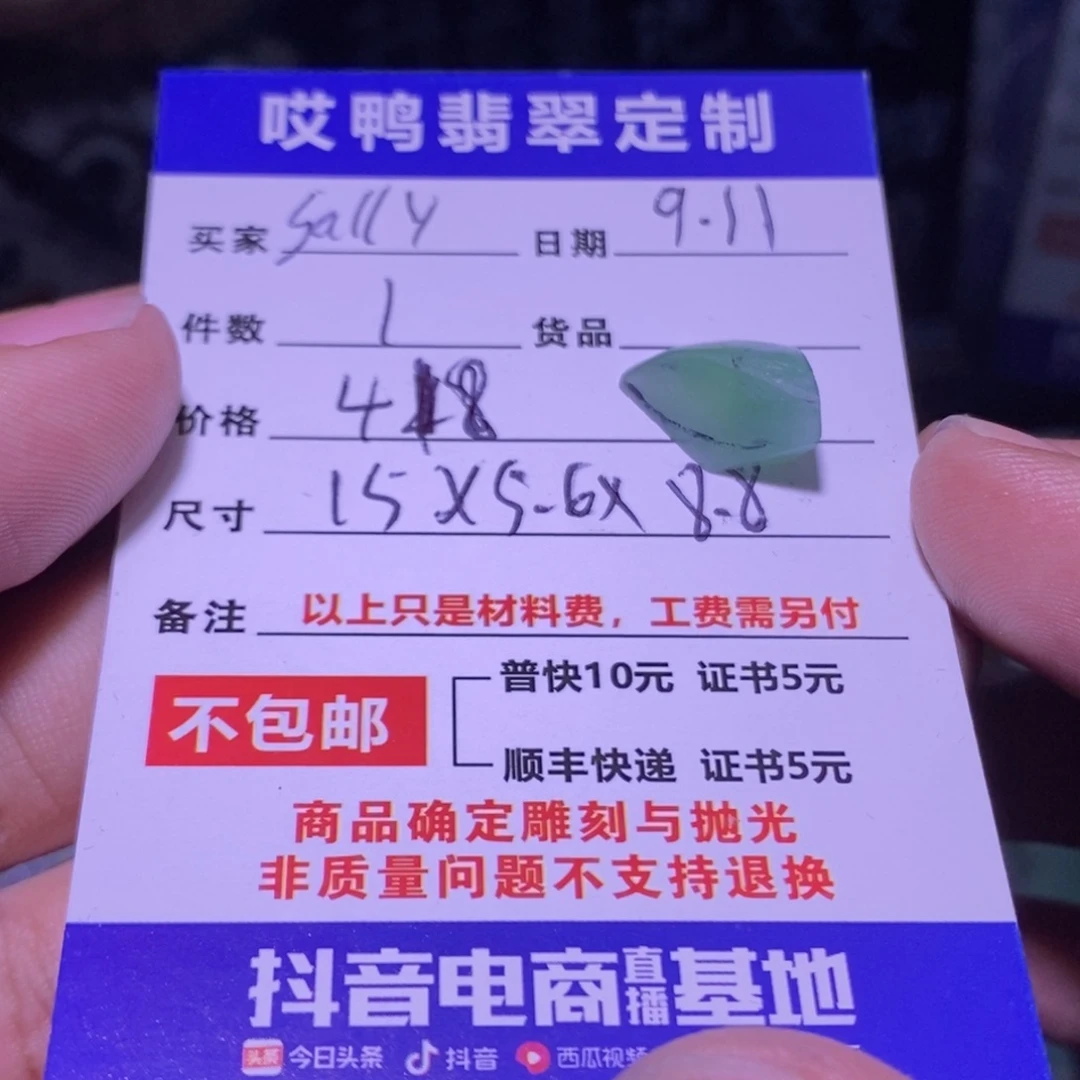 哎鸭翡翠定制
买家 Sally 日期 9.11
件数 1 货品
价格 418
尺寸 15X5.6X8.8
备注 以上只是材料费，工费需另付
不包邮
普快10元 证书5元
顺丰快递 证书5元
商品确定雕刻与抛光
非质量问题不支持退换
抖音电商直播基地
头条 今日头条 抖音 西瓜视频